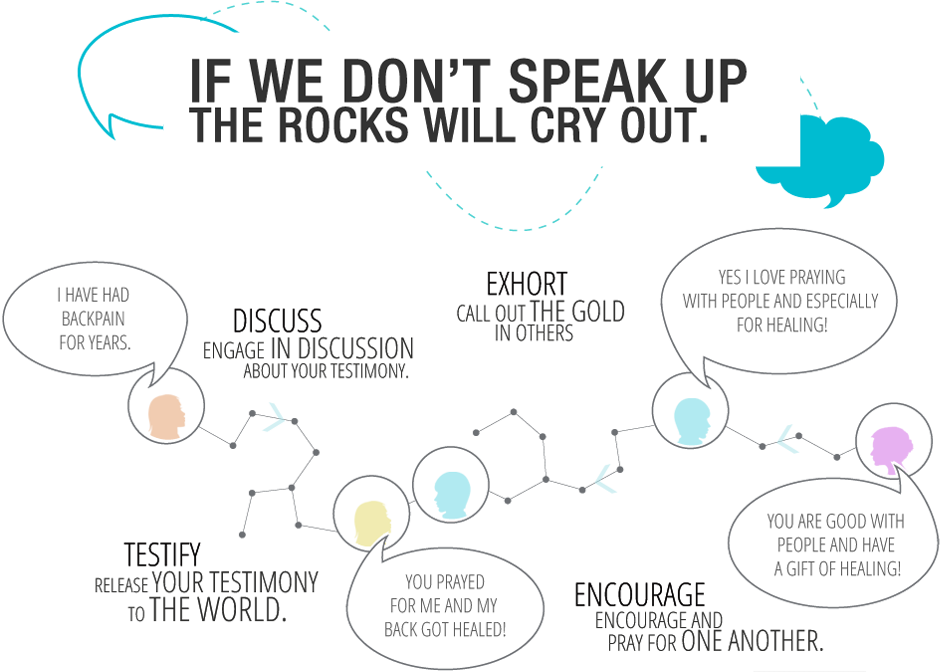 IF WE DON'T SPEAK UP
THE ROCKS WILL CRY OUT.
I HAVE HAD
BACKPAIN
FOR YEARS.
DISCUSS
ENGAGE IN DISCUSSION
ABOUT YOUR TESTIMONY.
EXHORT
CALL OUT THE GOLD
IN OTHERS
YES I LOVE PRAYING
WITH PEOPLE AND ESPECIALLY
FOR HEALING!
TESTIFY
RELEASE YOUR TESTIMONY
TO THE WORLD.
YOU PRAYED
FOR ME AND MY
BACK GOT HEALED!
ENCOURAGE
ENCOURAGE AND
PRAY FOR ONE ANOTHER.
YOU ARE GOOD WITH
PEOPLE AND HAVE
A GIFT OF HEALING!